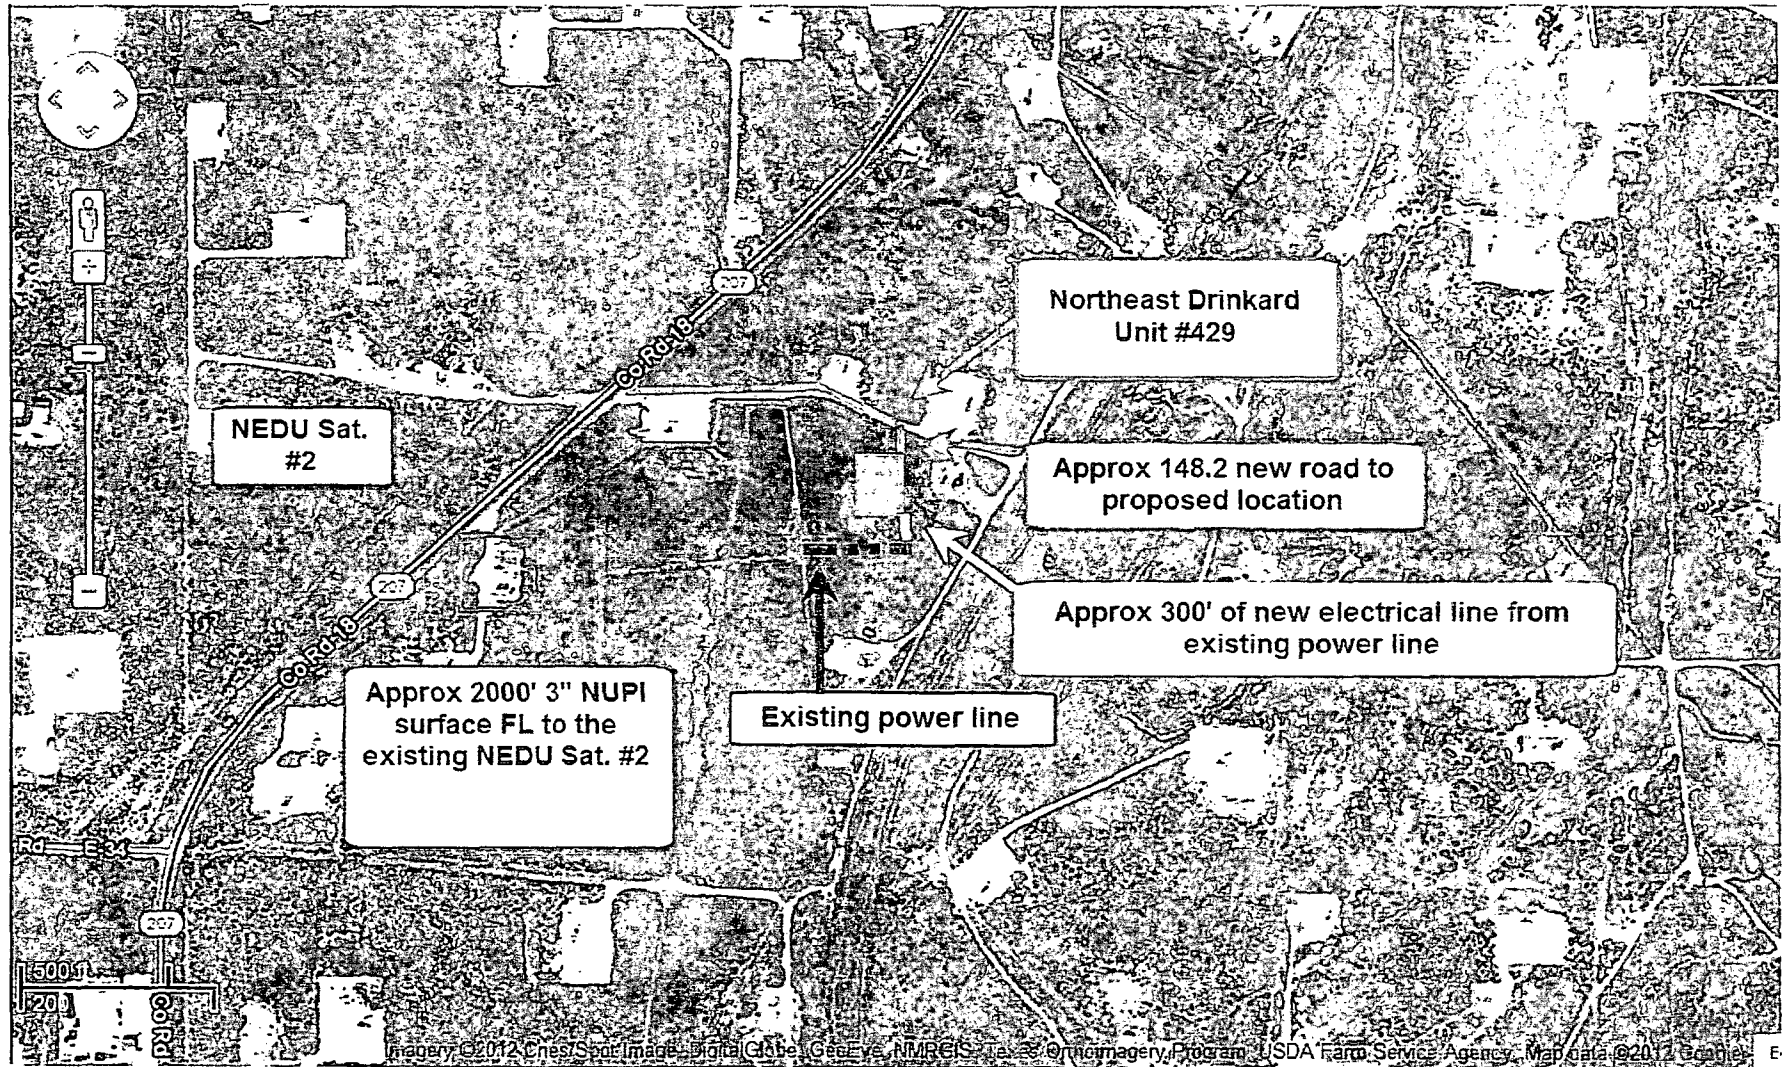 207
Co Rd 18
Northeast Drinkard
Unit #429
NEDU Sat.
#2
Approx 148.2 new road to
proposed location
207
Approx 300' of new electrical line from
existing power line
Co Rd 18
Approx 2000' 3" NUPI
surface FL to the
existing NEDU Sat. #2
Existing power line
Rd
207
500 ft
Co Rd
Imagery ©2012 Cnes/Spot Image, DigitalGlobe, GeoEye, NMRGIS, Texas Orthoimagery Program, USDA Farm Service Agency, Map data ©2012 Google